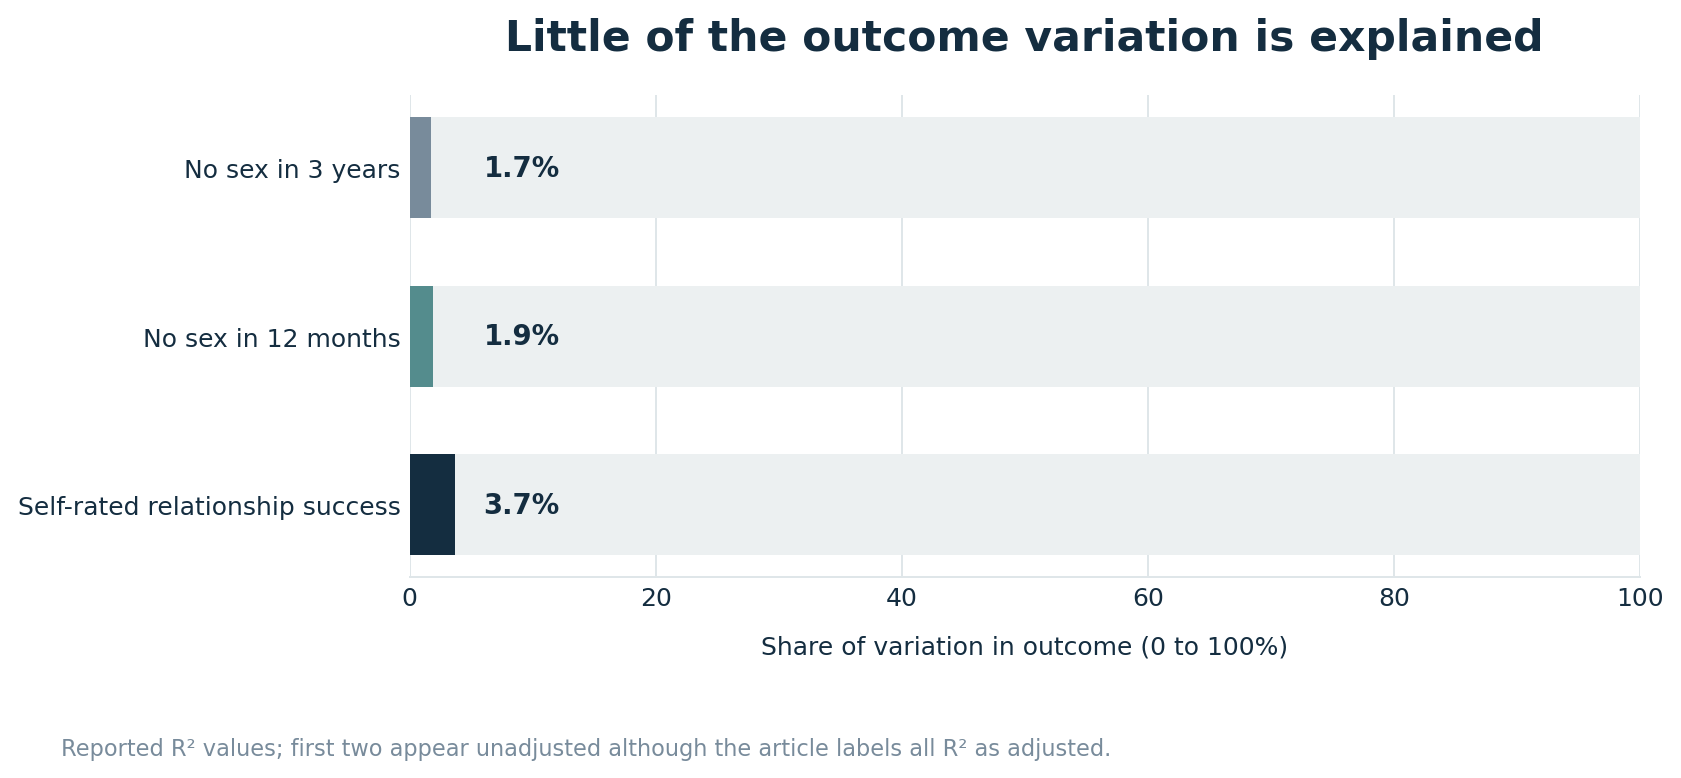 Little of the outcome variation is explained
No sex in 3 years
1.7%
No sex in 12 months
1.9%
Self-rated relationship success
3.7%
0 20 40 60 80 100
Share of variation in outcome (0 to 100%)
Reported R² values; first two appear unadjusted although the article labels all R² as adjusted.